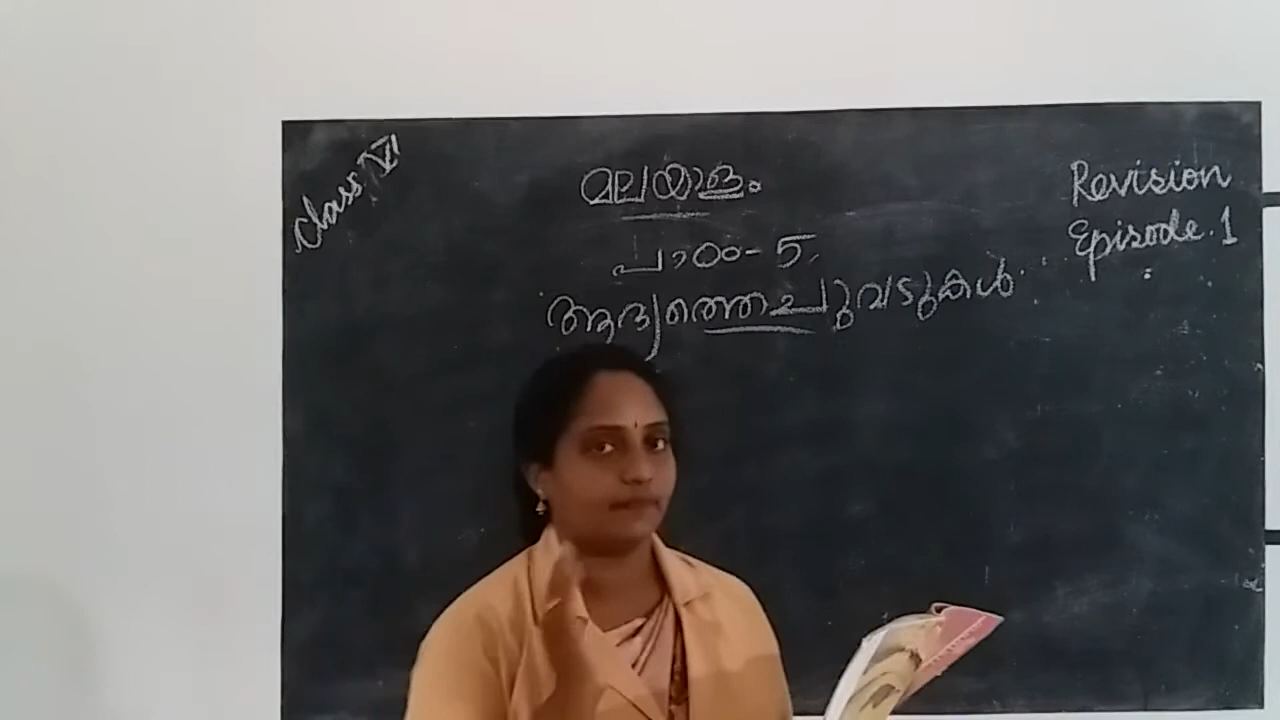 Class, VI
മലയാളം
Revision
Episode.1
പാഠം-5,
ആദ്യത്തെചുവടുകൾ..